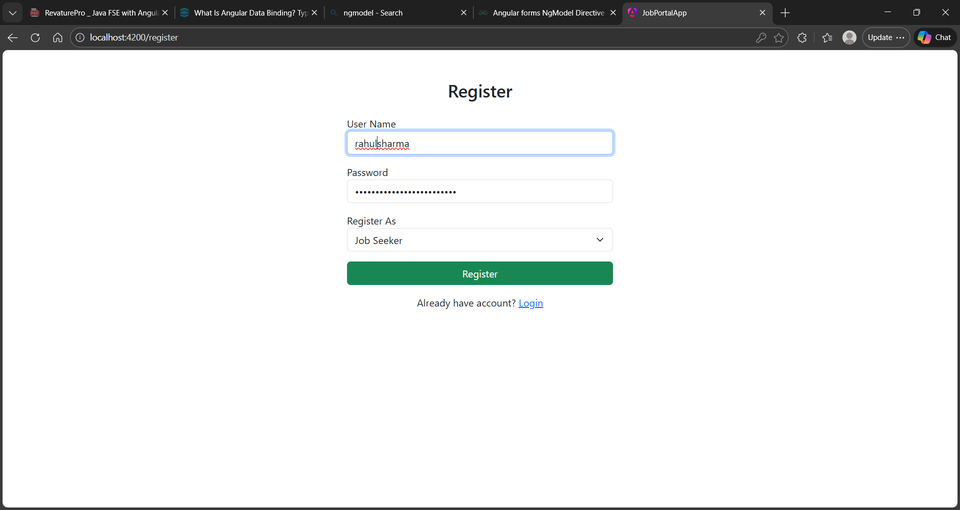 RevaturePro _ Java FSE with Angul
What Is Angular Data Binding? Typ
ngmodel - Search
Angular forms NgModel Directive
JobPortalApp
localhost:4200/register
Update
Chat
Register
User Name
rahulsharma
Password
•••••••••••••••••••••••••
Register As
Job Seeker
Register
Already have account? Login